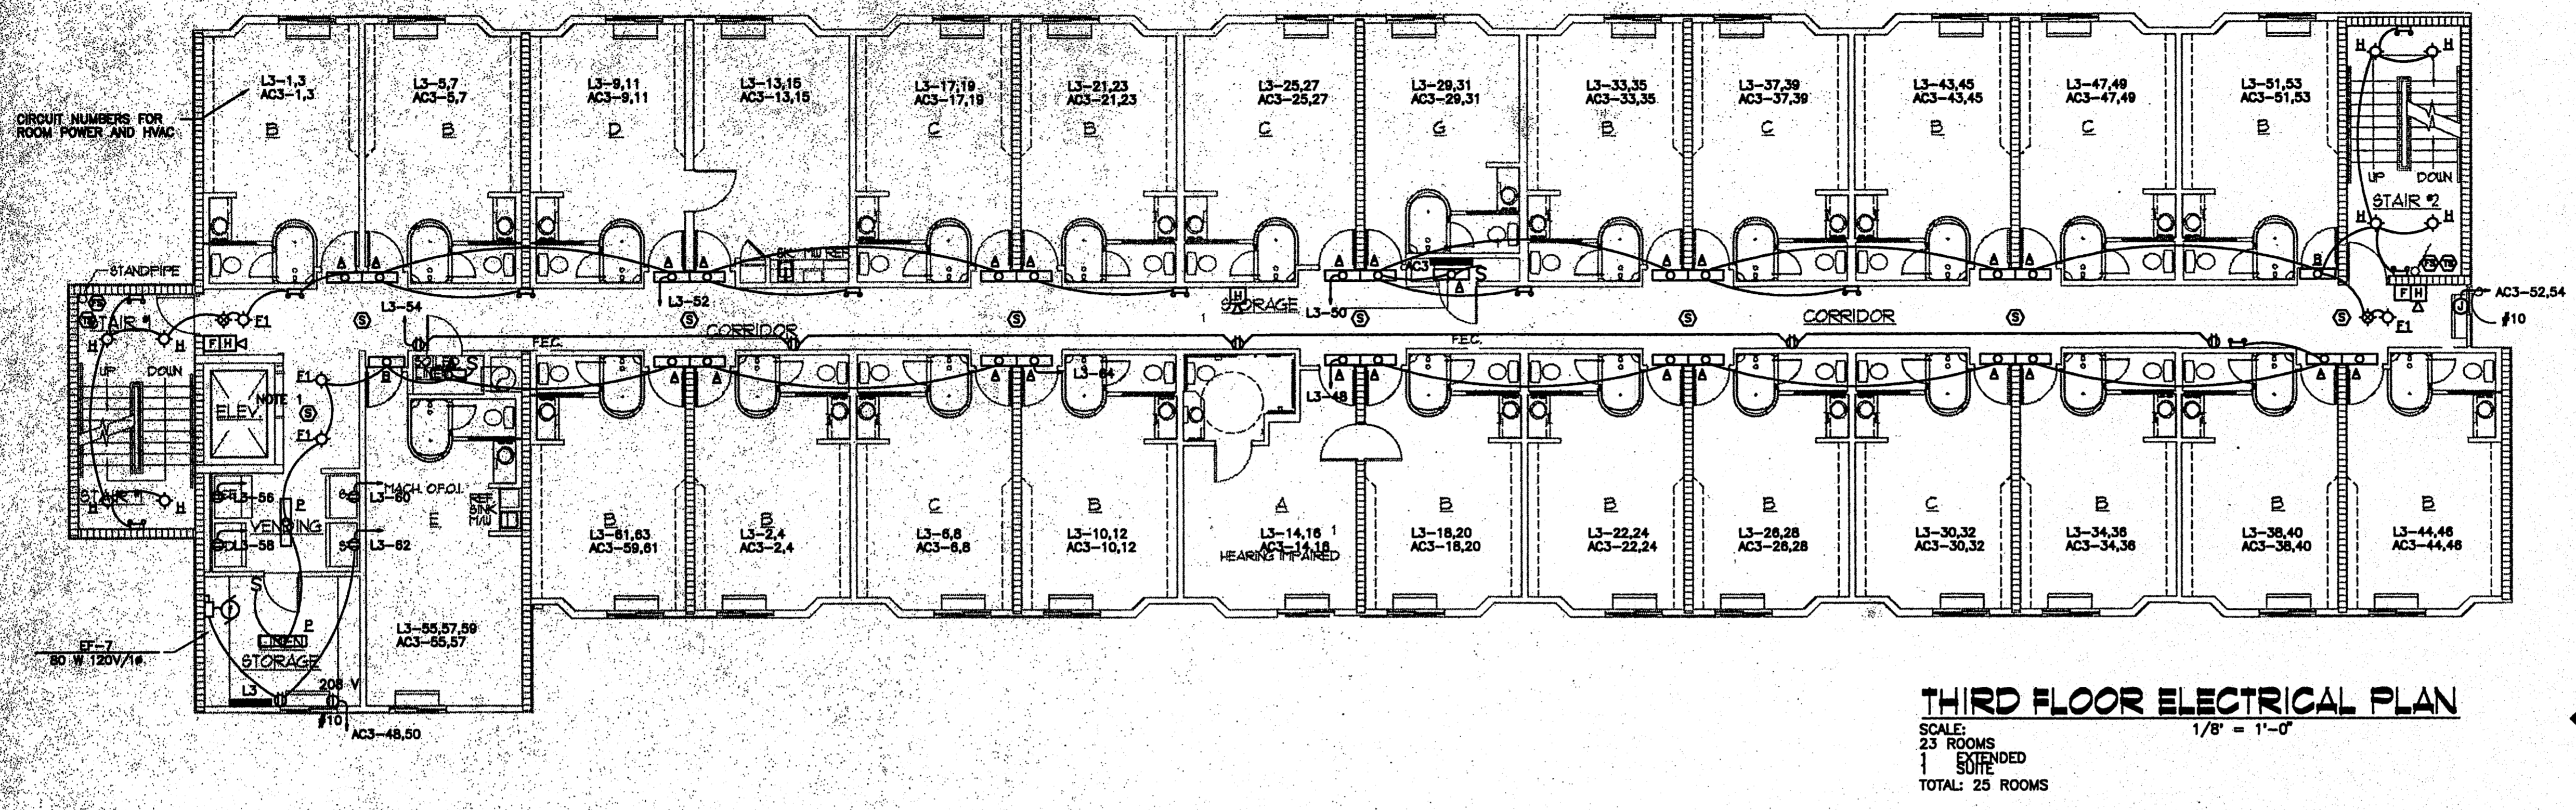 L3-1,3
AC3-1,3
B
L3-5,7
AC3-5,7
B
L3-9,11
AC3-9,11
D
L3-13,15
AC3-13,15
L3-17,19
AC3-17,19
C
L3-21,23
AC3-21,23
B
L3-25,27
AC3-25,27
C
L3-29,31
AC3-29,31
G
L3-33,35
AC3-33,35
B
L3-37,39
AC3-37,39
C
L3-43,45
AC3-43,45
B
L3-47,49
AC3-47,49
C
L3-51,53
AC3-51,53
B
H
H
UP
DOWN
STAIR #2
H
H
CIRCUIT NUMBERS FOR
ROOM POWER AND HVAC
STANDPIPE
STAIR #1
H
H
UP
DOWN
STAIR #1
H
H
F1
F H
L3-54
L3-52
CORRIDOR
F.E.C.
M/W REF
STORAGE
H
1
AC3
S
L3-50
F.E.C.
CORRIDOR
B
F H
F1
J
AC3-52,54
#10
S
S
S
S
S
S
S
S
ELEV.
NOTE 1
S
F1
F1
B
SOILED
LINEN
S
L3-64
L3-48
L3-56
L3-58
VENDING
P
L3-60
L3-62
MACH. OF.O.I.
E
REF.
SINK
M/W
B
L3-61,63
AC3-59,61
B
L3-2,4
AC3-2,4
C
L3-6,8
AC3-6,8
B
L3-10,12
AC3-10,12
A
L3-14,16
1
AC3-14,16
HEARING IMPAIRED
B
L3-18,20
AC3-18,20
B
L3-22,24
AC3-22,24
B
L3-26,28
AC3-26,28
C
L3-30,32
AC3-30,32
B
L3-34,36
AC3-34,36
B
L3-38,40
AC3-38,40
B
L3-44,46
AC3-44,46
L3-55,57,59
AC3-55,57
S
P
LINEN
STORAGE
EF-7
80 W 120V/1ø
L3
208 V
#10
AC3-48,50
THIRD FLOOR ELECTRICAL PLAN
SCALE:
1/8' = 1'-0"
23 ROOMS
1 EXTENDED
1 SUITE
TOTAL: 25 ROOMS